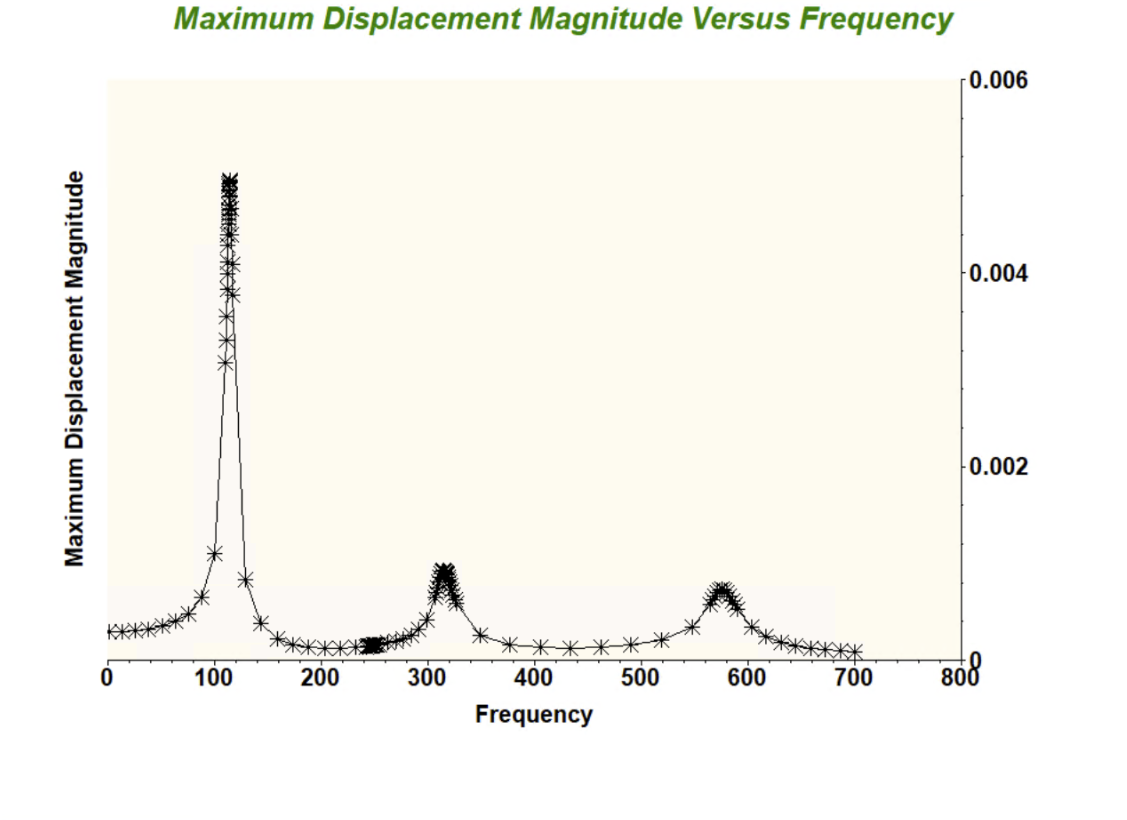 Maximum Displacement Magnitude Versus Frequency
Maximum Displacement Magnitude
0.006
0.004
0.002
0
0 100 200 300 400 500 600 700 800
Frequency